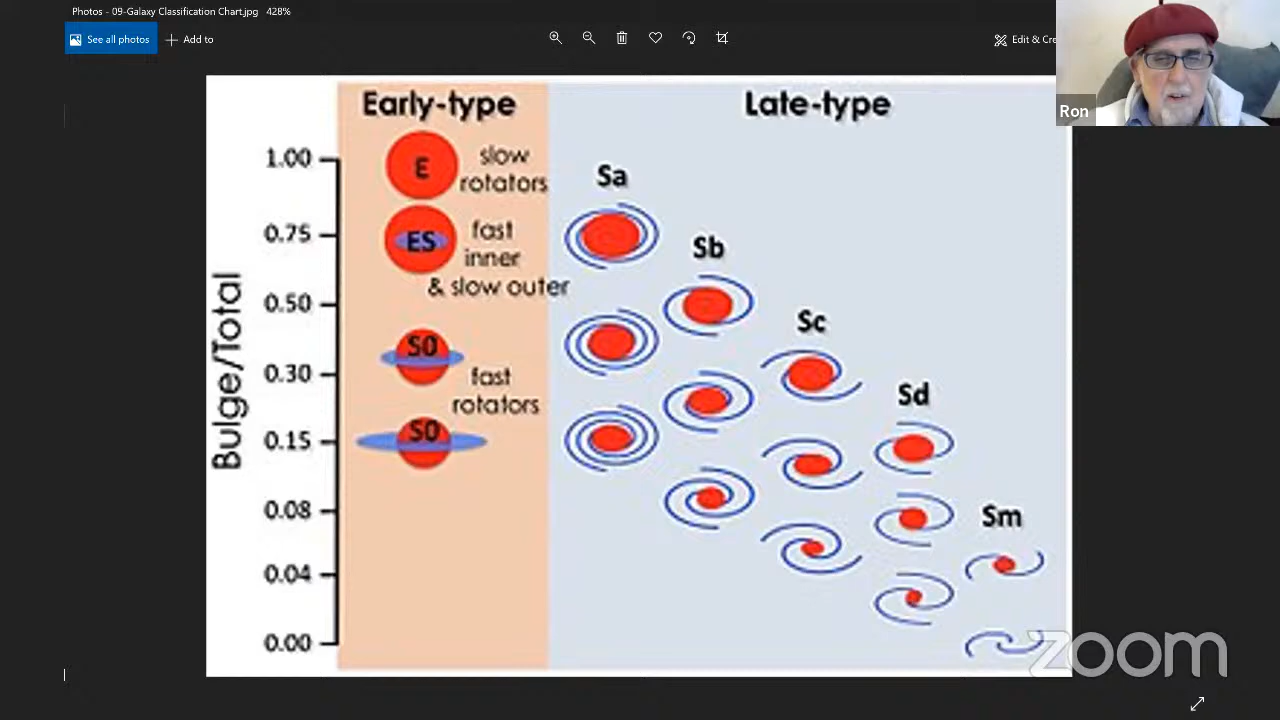 Photos - 09-Galaxy Classification Chart.jpg 428%
See all photos
Add to
Edit & Cre
Ron
Early-type
Late-type
Bulge/Total
1.00
0.75
0.50
0.30
0.15
0.08
0.04
0.00
E
slow
rotators
ES
fast
inner
& slow outer
S0
fast
rotators
S0
Sa
Sb
Sc
Sd
Sm
zoom